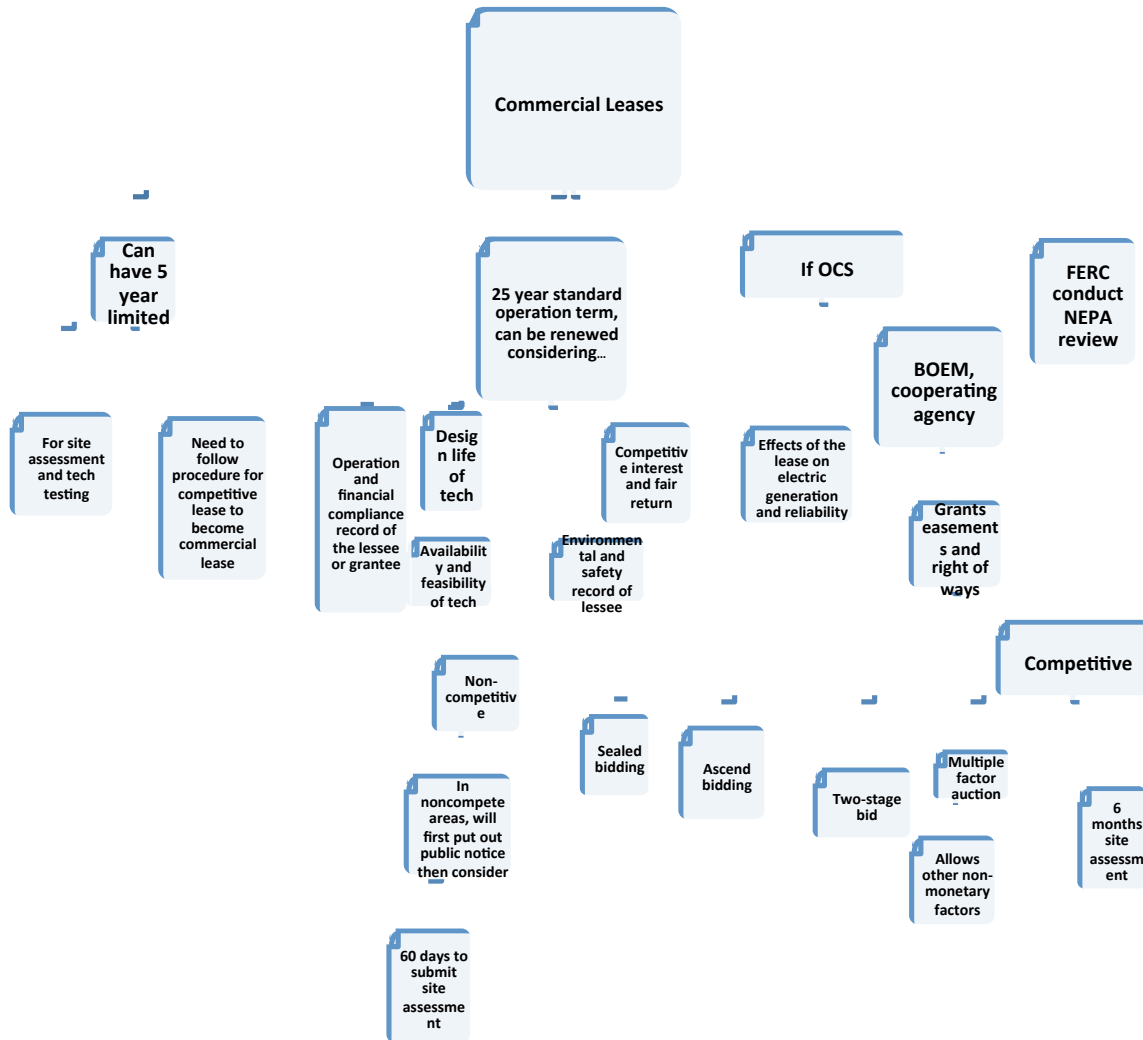 Commercial Leases
Can
have 5
year
limited
25 year standard
operation term,
can be renewed
considering…
If OCS
FERC
conduct
NEPA
review
BOEM,
cooperating
agency
For site
assessment
and tech
testing
Need to
follow
procedure for
competitive
lease to
become
commercial
lease
Operation
and
financial
compliance
record of
the lessee
or grantee
Desig
n life
of
tech
Availabilit
y and
feasibility
of tech
Competitiv
e interest
and fair
return
Environmen
tal and
safety
record of
lessee
Effects of the
lease on
electric
generation
and reliability
Grants
easement
s and
right of
ways
Competitive
Non-
competitiv
e
Sealed
bidding
Ascend
bidding
Two-stage
bid
Multiple
factor
auction
Allows
other non-
monetary
factors
6
months
site
assessm
ent
In
noncompete
areas, will
first put out
public notice
then consider
60 days to
submit
site
assessme
nt